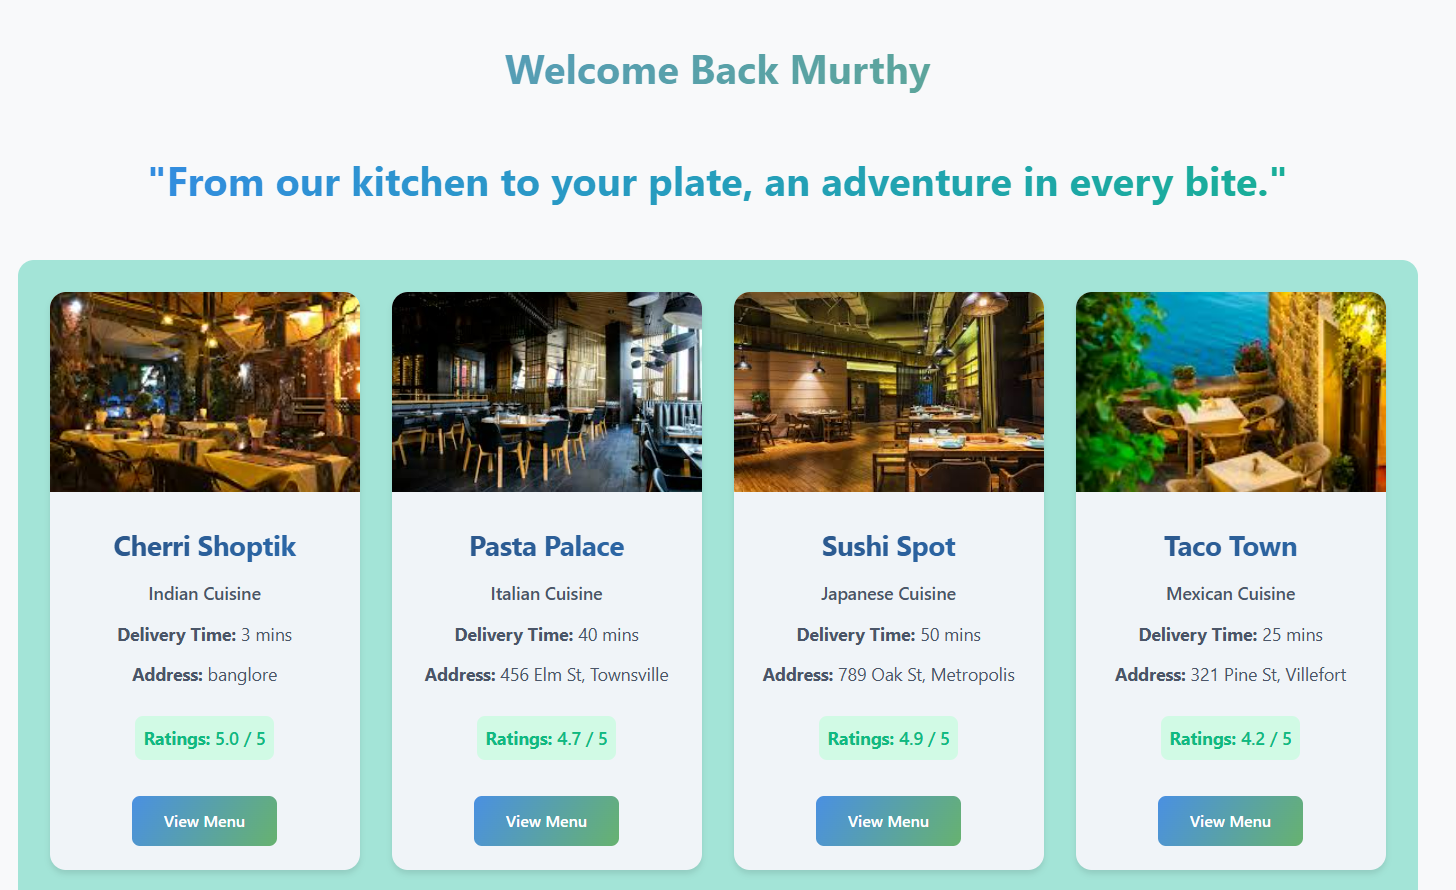 Welcome Back Murthy
"From our kitchen to your plate, an adventure in every bite."
Cherri Shoptik
Indian Cuisine
Delivery Time: 3 mins
Address: banglore
Ratings: 5.0 / 5
View Menu
Pasta Palace
Italian Cuisine
Delivery Time: 40 mins
Address: 456 Elm St, Townsville
Ratings: 4.7 / 5
View Menu
Sushi Spot
Japanese Cuisine
Delivery Time: 50 mins
Address: 789 Oak St, Metropolis
Ratings: 4.9 / 5
View Menu
Taco Town
Mexican Cuisine
Delivery Time: 25 mins
Address: 321 Pine St, Villefort
Ratings: 4.2 / 5
View Menu